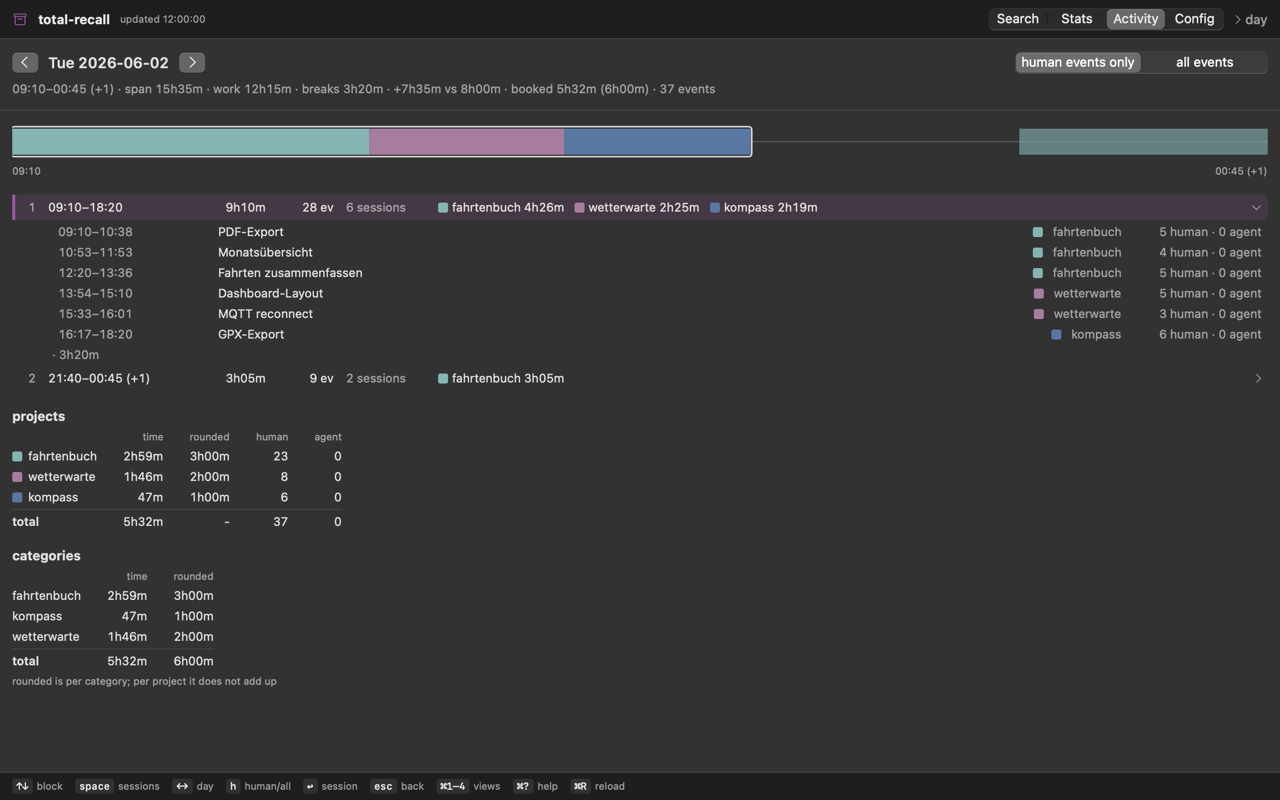 total-recall updated 12:00:00 Search Stats Activity Config > day
Tue 2026-06-02 human events only all events
09:10–00:45 (+1) · span 15h35m · work 12h15m · breaks 3h20m · +7h35m vs 8h00m · booked 5h32m (6h00m) · 37 events
09:10 00:45 (+1)
1 09:10–18:20 9h10m 28 ev 6 sessions fahrtenbuch 4h26m wetterwarte 2h25m kompass 2h19m
09:10–10:38 PDF-Export fahrtenbuch 5 human · 0 agent
10:53–11:53 Monatsübersicht fahrtenbuch 4 human · 0 agent
12:20–13:36 Fahrten zusammenfassen fahrtenbuch 5 human · 0 agent
13:54–15:10 Dashboard-Layout wetterwarte 5 human · 0 agent
15:33–16:01 MQTT reconnect wetterwarte 3 human · 0 agent
16:17–18:20 GPX-Export kompass 6 human · 0 agent
· 3h20m
2 21:40–00:45 (+1) 3h05m 9 ev 2 sessions fahrtenbuch 3h05m
projects
time rounded human agent
fahrtenbuch 2h59m 3h00m 23 0
wetterwarte 1h46m 2h00m 8 0
kompass 47m 1h00m 6 0
total 5h32m - 37 0
categories
time rounded
fahrtenbuch 2h59m 3h00m
kompass 47m 1h00m
wetterwarte 1h46m 2h00m
total 5h32m 6h00m
rounded is per category; per project it does not add up
↑↓ block space sessions ↔ day h human/all ↩ session esc back ⌘1–4 views ⌘? help ⌘R reload